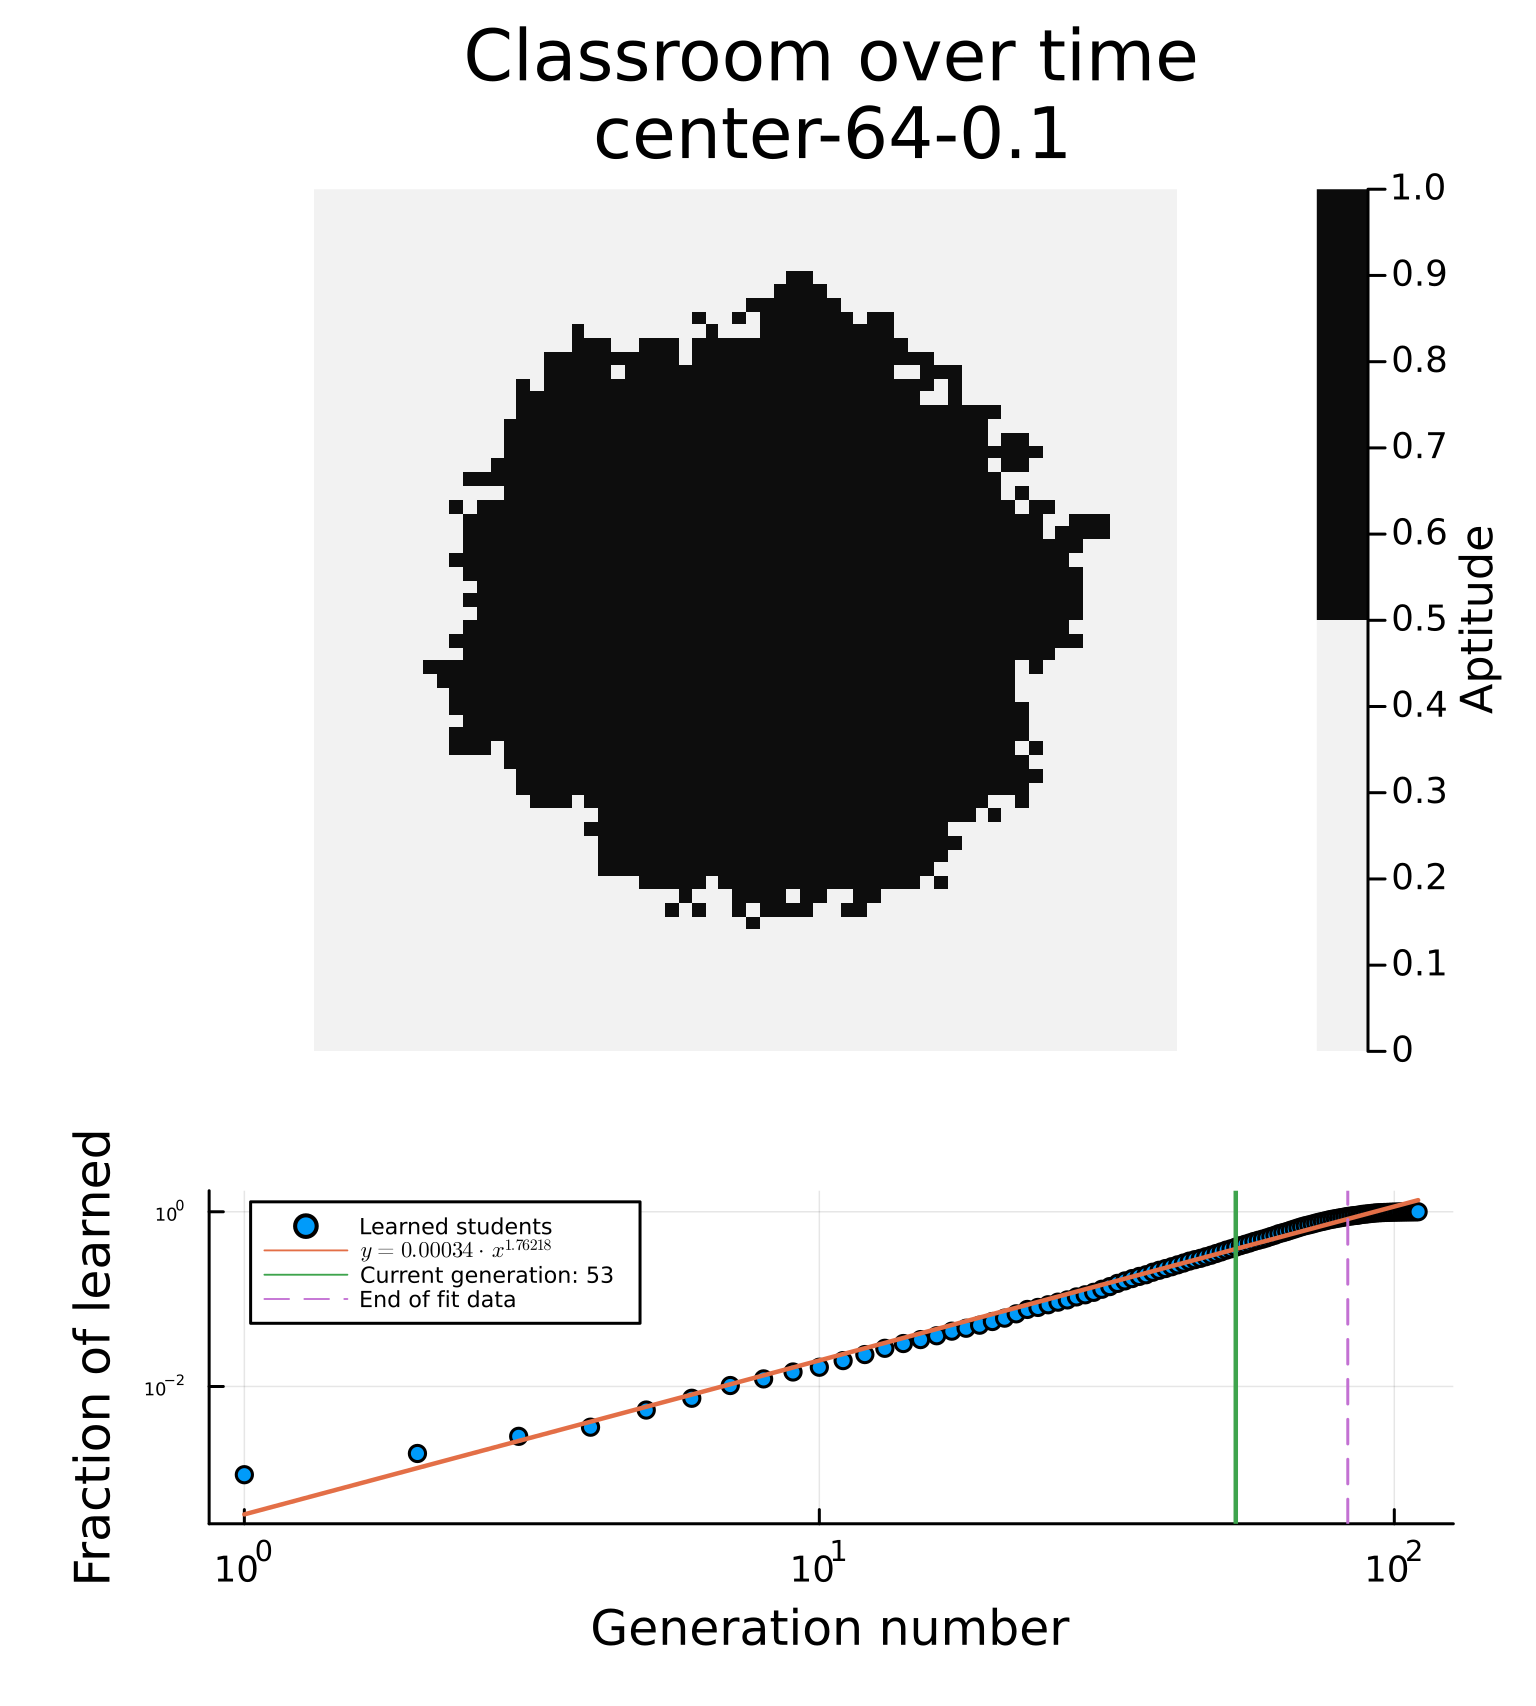 Classroom over time
center-64-0.1
1.0
0.9
0.8
0.7
0.6
0.5
0.4
0.3
0.2
0.1
0
Aptitude
Fraction of learned
10⁰
10⁻²
Learned students
y = 0.00034 · x^1.76218
Current generation: 53
End of fit data
10⁰ 10¹ 10²
Generation number